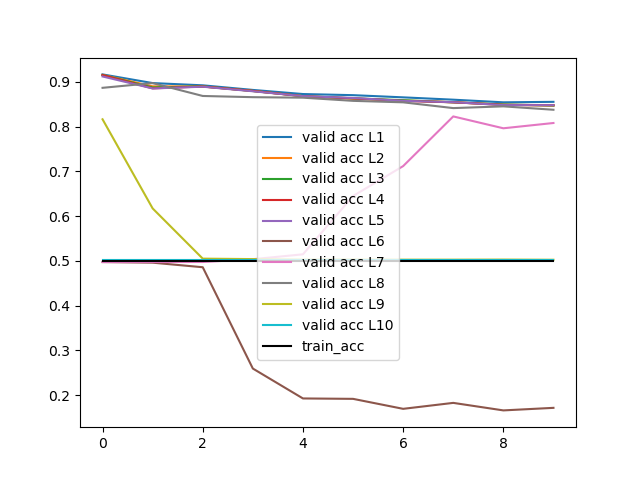 0.9
0.8
0.7
0.6
0.5
0.4
0.3
0.2
valid acc L1
valid acc L2
valid acc L3
valid acc L4
valid acc L5
valid acc L6
valid acc L7
valid acc L8
valid acc L9
valid acc L10
train_acc
0 2 4 6 8